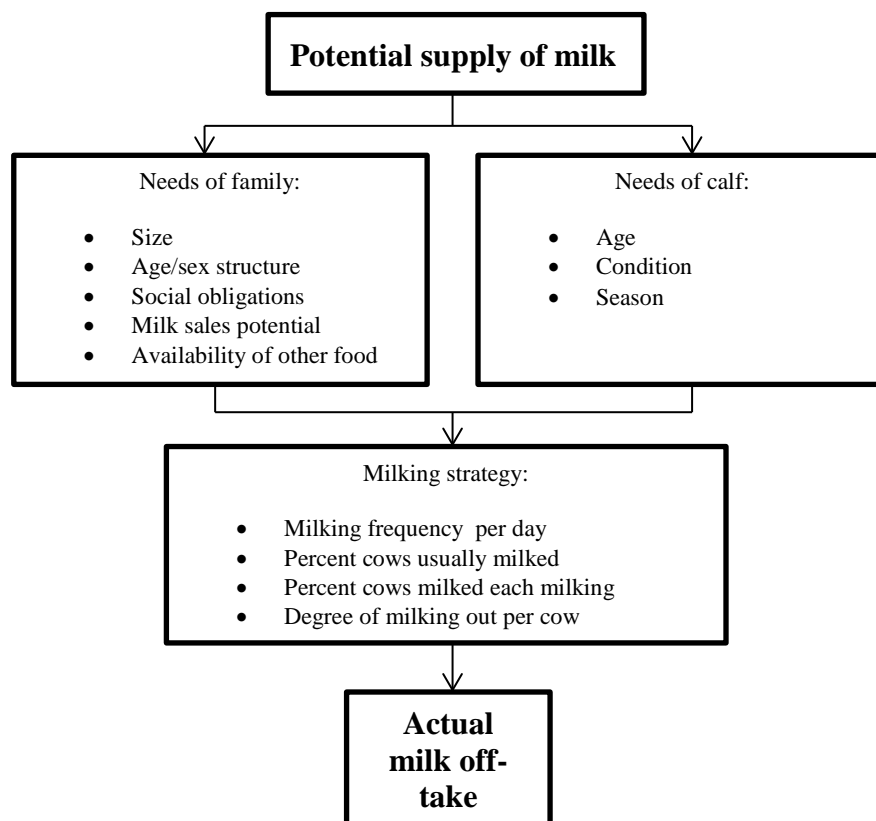 Potential supply of milk
Needs of family:
• Size
• Age/sex structure
• Social obligations
• Milk sales potential
• Availability of other food
Needs of calf:
• Age
• Condition
• Season
Milking strategy:
• Milking frequency  per day
• Percent cows usually milked
• Percent cows milked each milking
• Degree of milking out per cow
Actual
milk off-
take